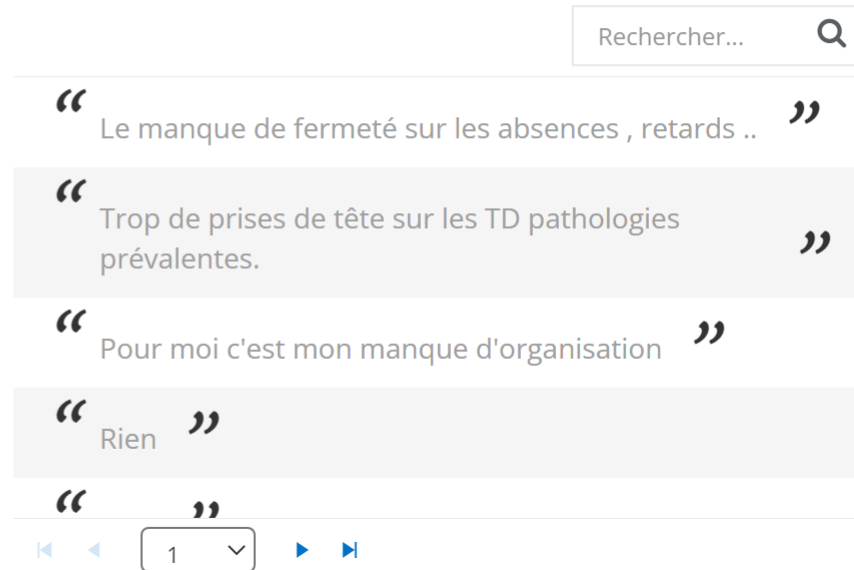 Rechercher...
“ Le manque de fermeté sur les absences , retards .. ”
“ Trop de prises de tête sur les TD pathologies
prévalentes. ”
“ Pour moi c'est mon manque d'organisation ”
“ Rien ”
“ ”
1